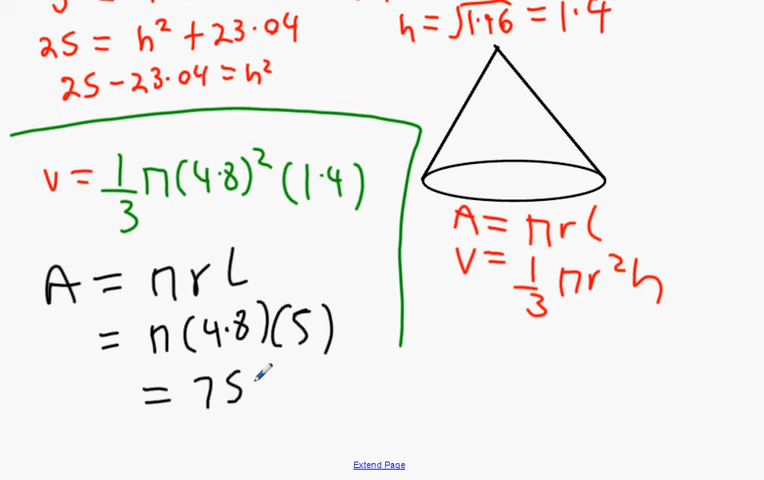 25 = h² + 23.04
25 - 23.04 = h²
h = √1.96 = 1.4
v = 1/3 π(4.8)² (1.4)
A = πrl
= π(4.8)(5)
= 75
A = πrl
V = 1/3 πr²h
Extend Page